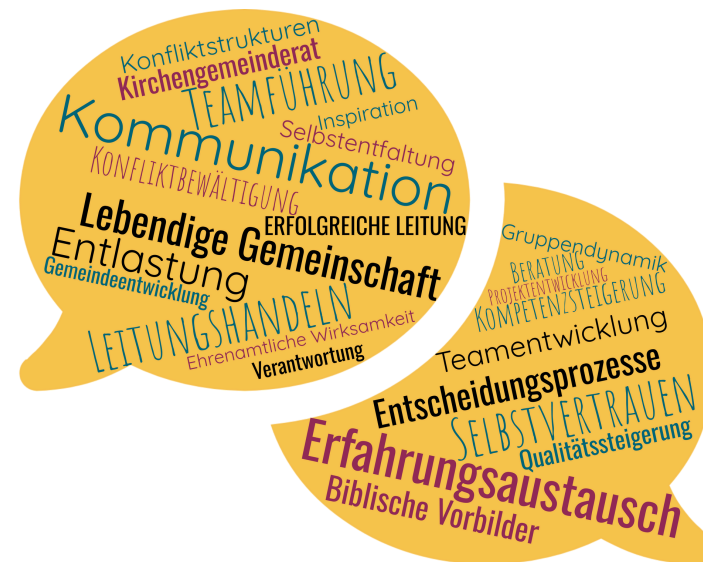 Konfliktstrukturen
Kirchengemeinderat
TEAMFÜHRUNG
Inspiration
Kommunikation
Selbstentfaltung
KONFLIKTBEWÄLTIGUNG
Lebendige Gemeinschaft
ERFOLGREICHE LEITUNG
Entlastung
Gemeindeentwicklung
LEITUNGSHANDELN
Ehrenamtliche Wirksamkeit
Verantwortung
Gruppendynamik
BERATUNG
PROJEKTENTWICKLUNG
KOMPETENZSTEIGERUNG
Teamentwicklung
Entscheidungsprozesse
SELBSTVERTRAUEN
Qualitätssteigerung
Erfahrungsaustausch
Biblische Vorbilder